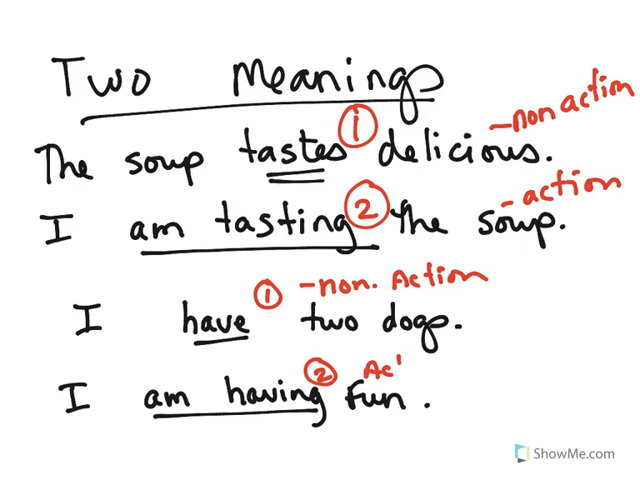 Two Meanings
The soup tastes ① delicious. - non action
I am tasting ② the soup. - action
① - non. Action
I have two dogs.
② Ac'
I am having fun.
ShowMe.com